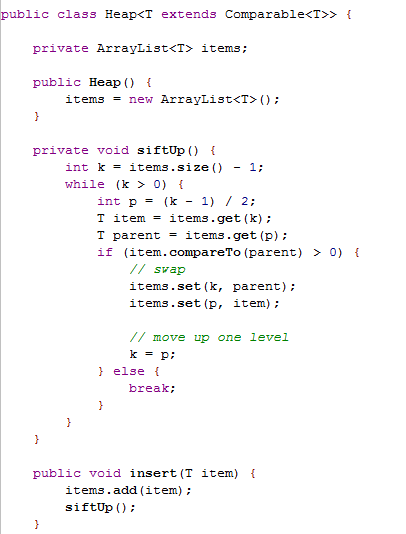 public class Heap<T extends Comparable<T>> {
private ArrayList<T> items;
public Heap() {
items = new ArrayList<T>();
}
private void siftUp() {
int k = items.size() - 1;
while (k > 0) {
int p = (k - 1) / 2;
T item = items.get(k);
T parent = items.get(p);
if (item.compareTo(parent) > 0) {
// swap
items.set(k, parent);
items.set(p, item);
// move up one level
k = p;
} else {
break;
}
}
}
public void insert(T item) {
items.add(item);
siftUp();
}